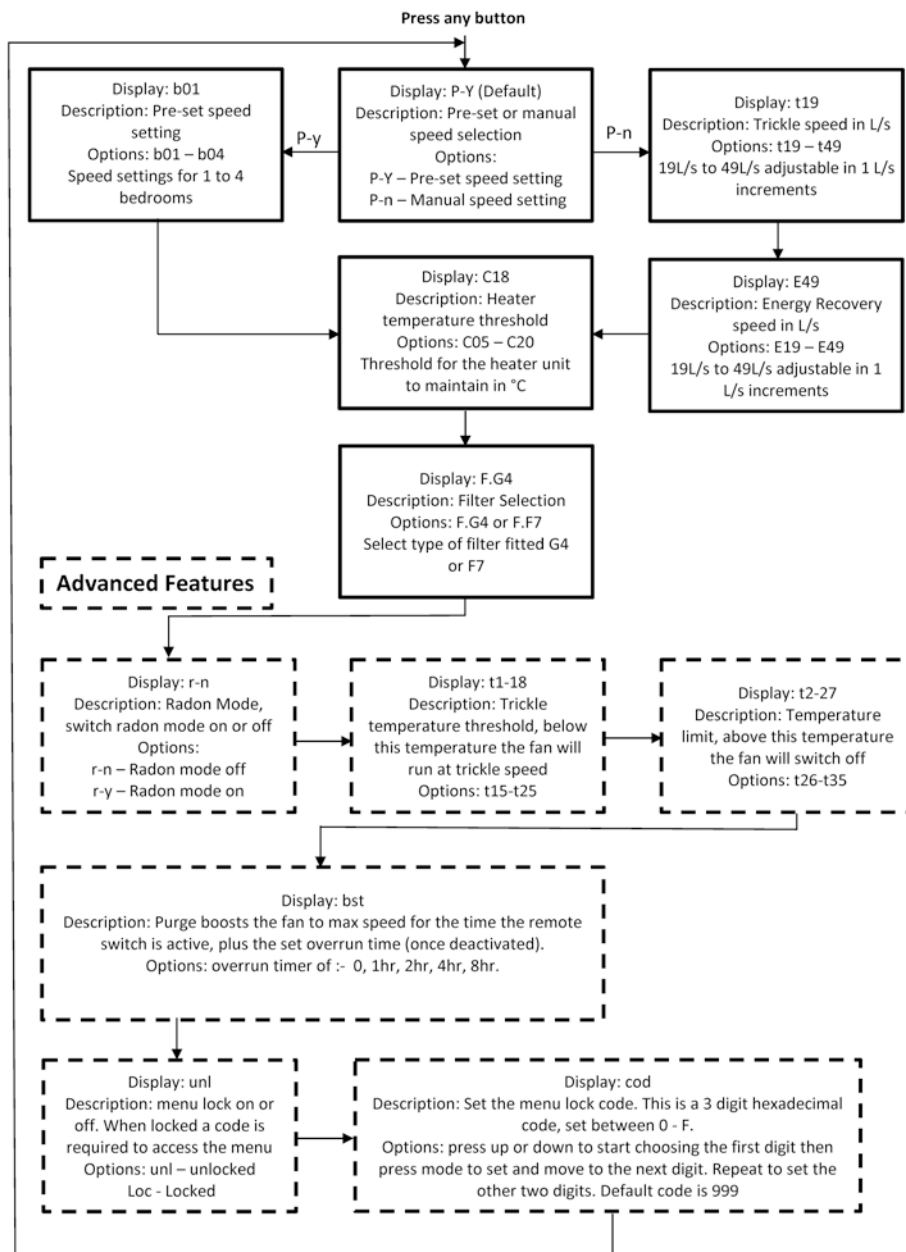 Press any button
Display: b01
Description: Pre-set speed
setting
Options: b01 – b04
Speed settings for 1 to 4
bedrooms
P-y
Display: P-Y (Default)
Description: Pre-set or manual
speed selection
Options:
P-Y – Pre-set speed setting
P-n – Manual speed setting
P-n
Display: t19
Description: Trickle speed in L/s
Options: t19 – t49
19L/s to 49L/s adjustable in 1 L/s
increments
Display: C18
Description: Heater
temperature threshold
Options: C05 – C20
Threshold for the heater unit
to maintain in °C
Display: E49
Description: Energy Recovery
speed in L/s
Options: E19 – E49
19L/s to 49L/s adjustable in 1
L/s increments
Display: F.G4
Description: Filter Selection
Options: F.G4 or F.F7
Select type of filter fitted G4
or F7
Advanced Features
Display: r-n
Description: Radon Mode,
switch radon mode on or off
Options:
r-n – Radon mode off
r-y – Radon mode on
Display: t1-18
Description: Trickle
temperature threshold, below
this temperature the fan will
run at trickle speed
Options: t15-t25
Display: t2-27
Description: Temperature
limit, above this temperature
the fan will switch off
Options: t26-t35
Display: bst
Description: Purge boosts the fan to max speed for the time the remote
switch is active, plus the set overrun time (once deactivated).
Options: overrun timer of :-  0, 1hr, 2hr, 4hr, 8hr.
Display: unl
Description: menu lock on or
off. When locked a code is
required to access the menu
Options: unl – unlocked
Loc - Locked
Display: cod
Description: Set the menu lock code. This is a 3 digit hexadecimal
code, set between 0 - F.
Options: press up or down to start choosing the first digit then
press mode to set and move to the next digit. Repeat to set the
other two digits. Default code is 999